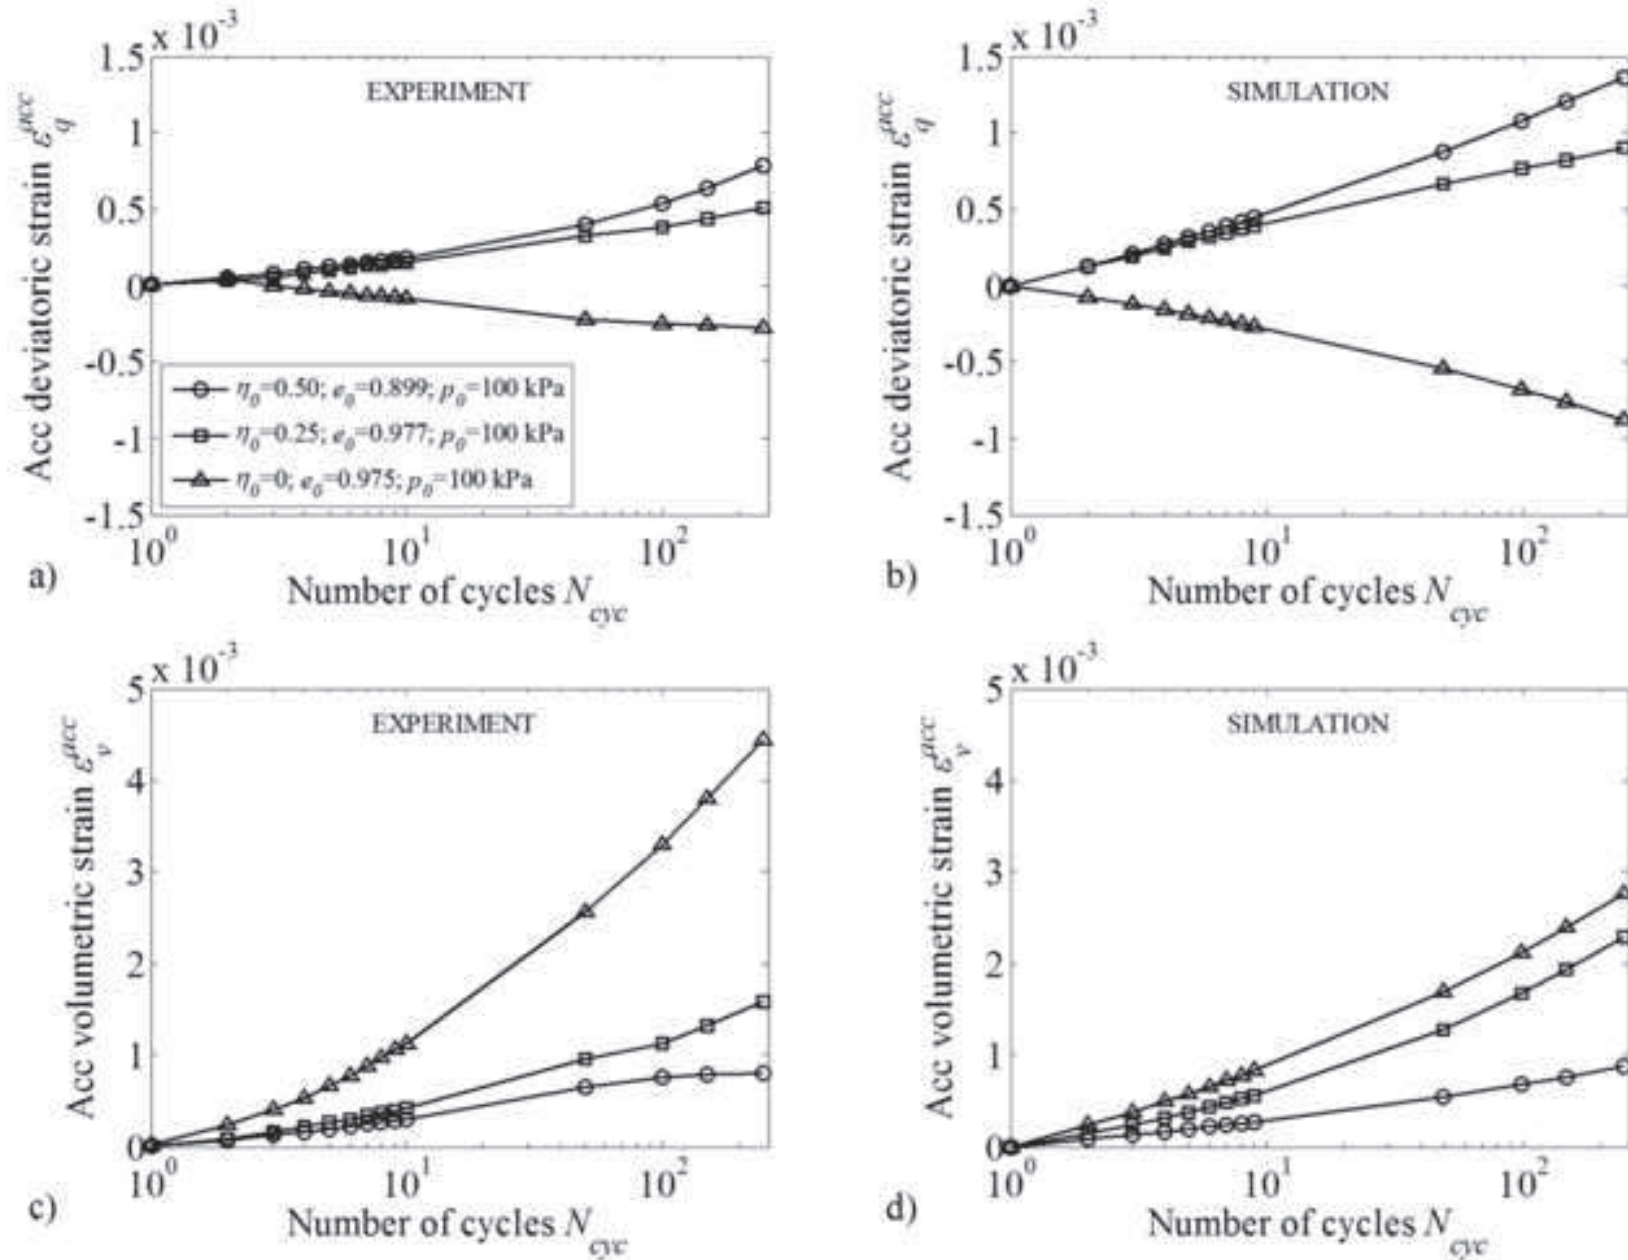 x 10^-3
1.5
1
0.5
0
-0.5
-1
-1.5
Acc deviatoric strain ε_q^acc
EXPERIMENT
η_0=0.50; e_0=0.899; p_0=100 kPa
η_0=0.25; e_0=0.977; p_0=100 kPa
η_0=0; e_0=0.975; p_0=100 kPa
10^0 10^1 10^2
Number of cycles N_cyc
a)
x 10^-3
1.5
1
0.5
0
-0.5
-1
-1.5
Acc deviatoric strain ε_q^acc
SIMULATION
10^0 10^1 10^2
Number of cycles N_cyc
b)
x 10^-3
5
4
3
2
1
0
Acc volumetric strain ε_v^acc
EXPERIMENT
10^0 10^1 10^2
Number of cycles N_cyc
c)
x 10^-3
5
4
3
2
1
0
Acc volumetric strain ε_v^acc
SIMULATION
10^0 10^1 10^2
Number of cycles N_cyc
d)